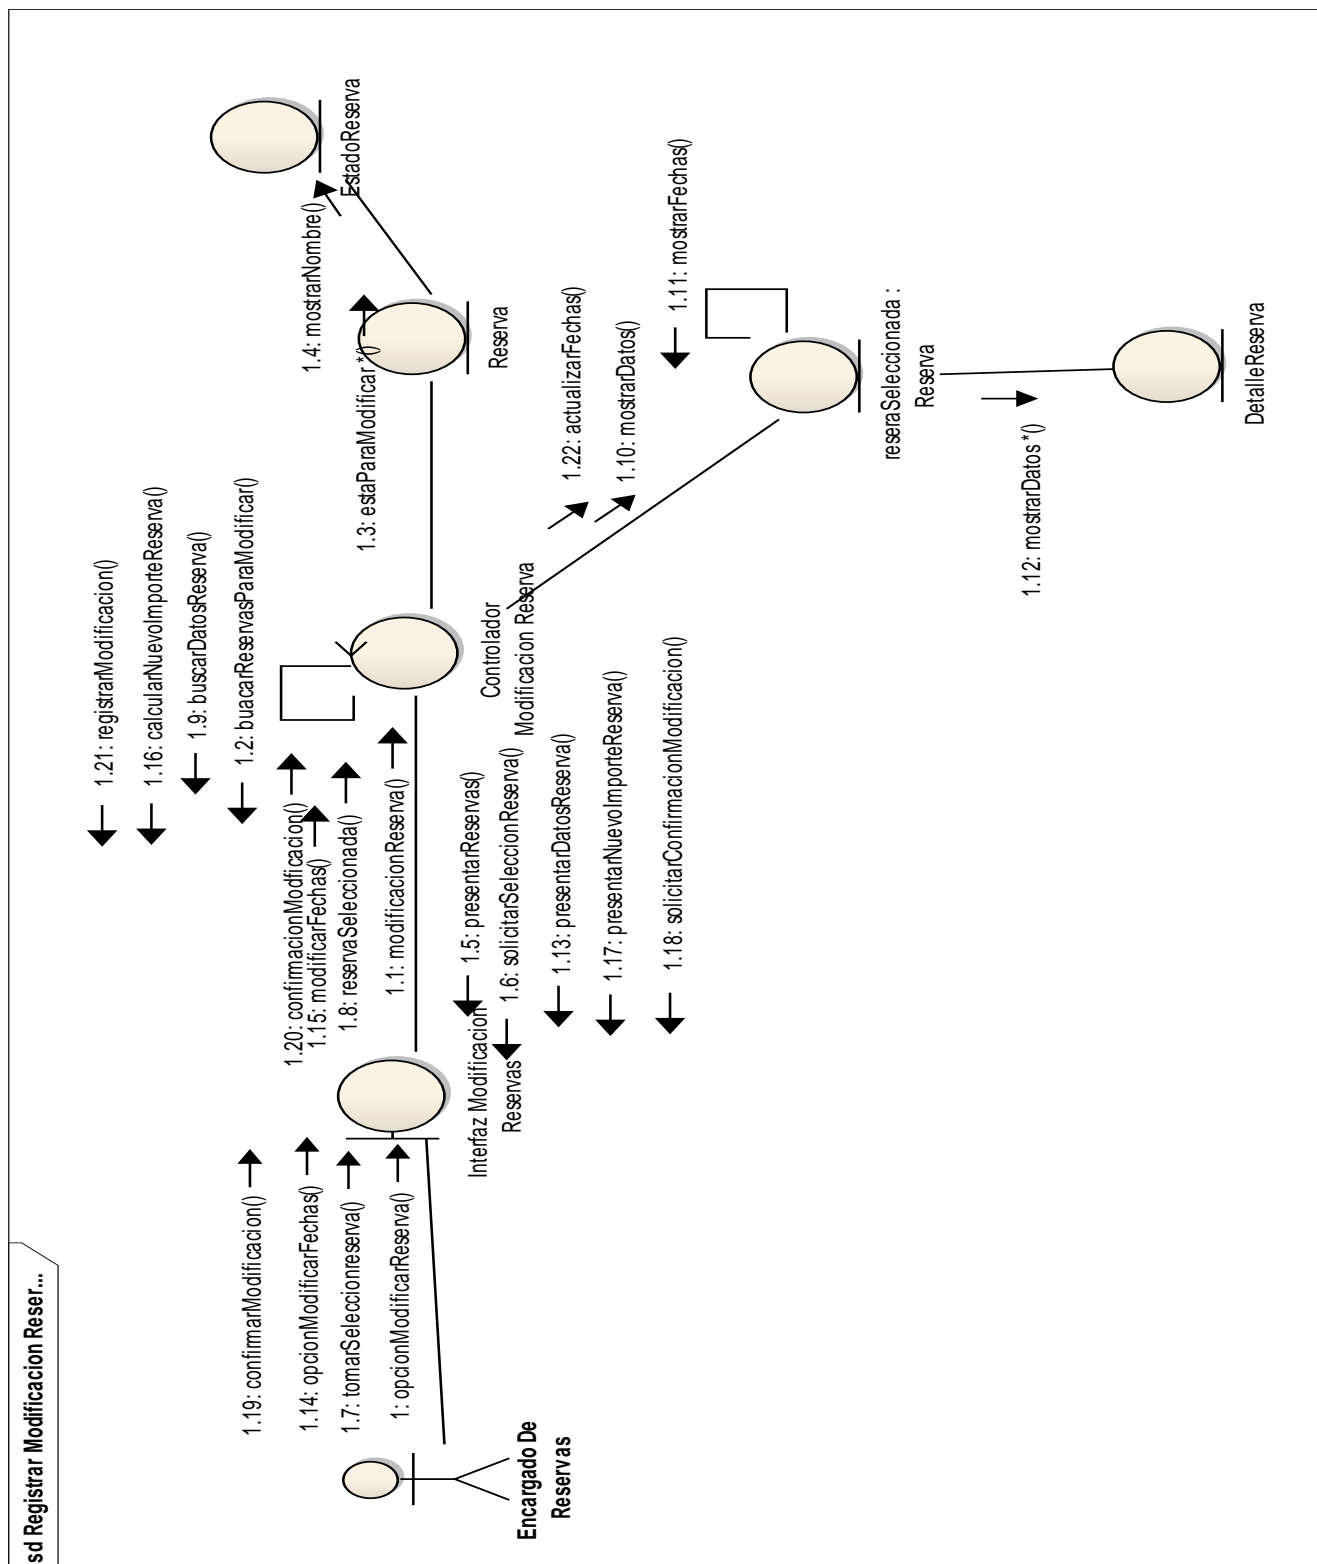 sd Registrar Modificacion Reser...
Encargado De
Reservas
1.19: confirmarModificacion()
1.14: opcionModificarFechas()
1.7: tomarSeleccionreserva()
1: opcionModificarReserva()
Interfaz Modificacion
Reservas
1.20: confirmacionModficacion()
1.15: modificarFechas()
1.8: reservaSeleccionada()
1.1: modificacionReserva()
1.5: presentarReservas()
1.6: solicitarSeleccionReserva()
1.13: presentarDatosReserva()
1.17: presentarNuevoImporteReserva()
1.18: solicitarConfirmacionModificacion()
1.21: registrarModificacion()
1.16: calcularNuevoImporteReserva()
1.9: buscarDatosReserva()
1.2: buacarReservasParaModificar()
Controlador
Modificacion Reserva
1.3: estaParaModificar*()
Reserva
1.4: mostrarNombre()
EstadoReserva
1.22: actualizarFechas()
1.10: mostrarDatos()
1.11: mostrarFechas()
reseraSeleccionada :
Reserva
1.12: mostrarDatos*()
DetalleReserva